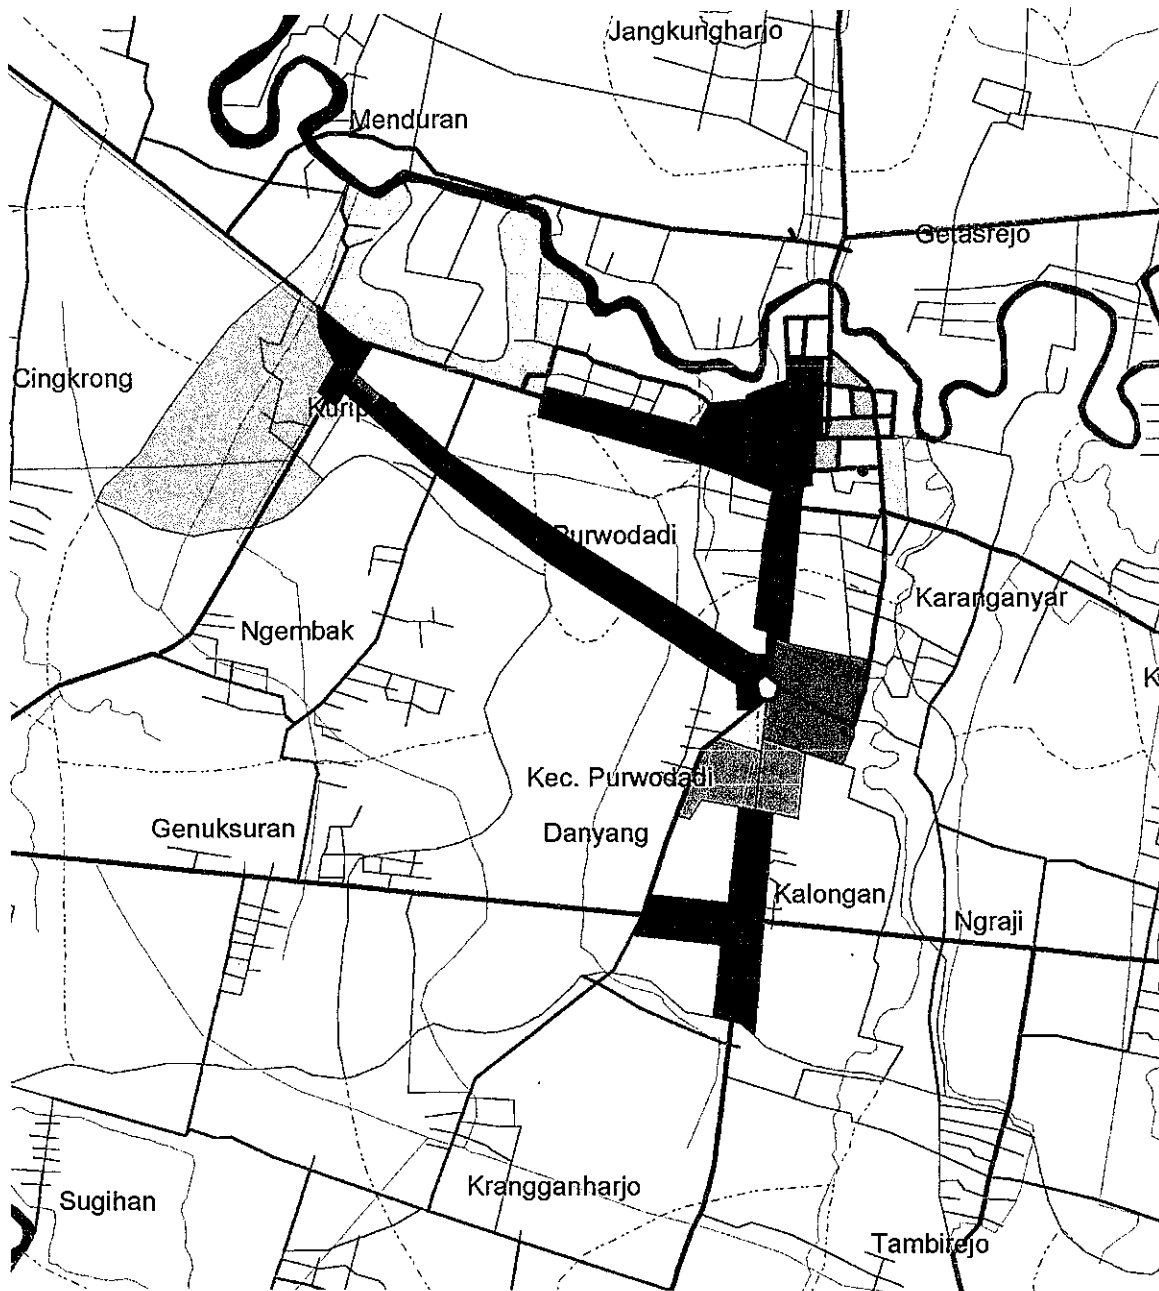 Jangkungharjo
Menduran
Getasrejo
Cingkrong
Purwodadi
Karanganyar
Ngembak
K
Kec. Purwodadi
Genuksuran
Danyang
Kalongan
Ngraji
Krangganharjo
Sugihan
Tambirejo